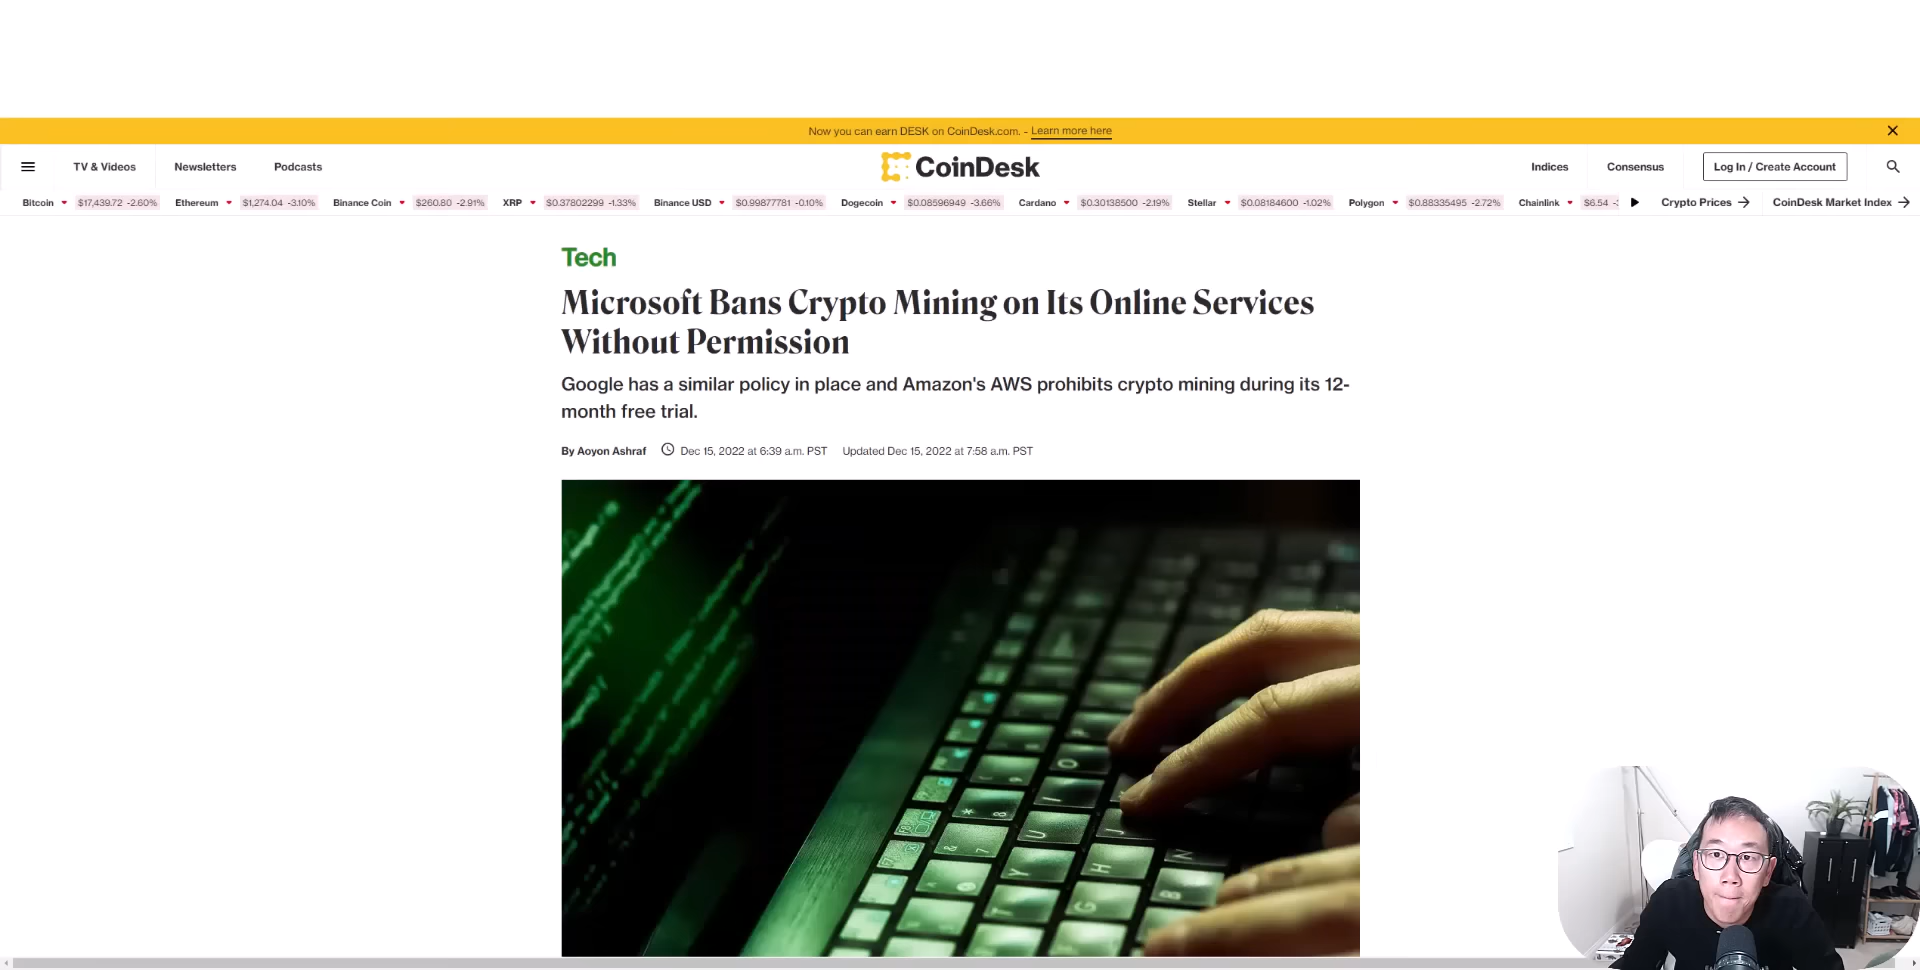 Now you can earn DESK on CoinDesk.com. - Learn more here
TV & Videos Newsletters Podcasts CoinDesk Indices Consensus Log In / Create Account
Bitcoin $17,439.72 -2.60% Ethereum $1,274.04 -3.10% Binance Coin $260.80 -2.91% XRP $0.37802299 -1.33% Binance USD $0.99877781 -0.10% Dogecoin $0.08596949 -3.66% Cardano $0.30138500 -2.19% Stellar $0.08184600 -1.02% Polygon $0.88335495 -2.72% Chainlink $6.54 Crypto Prices CoinDesk Market Index
Tech
Microsoft Bans Crypto Mining on Its Online Services
Without Permission
Google has a similar policy in place and Amazon's AWS prohibits crypto mining during its 12-
month free trial.
By Aoyon Ashraf Dec 15, 2022 at 6:39 a.m. PST Updated Dec 15, 2022 at 7:58 a.m. PST